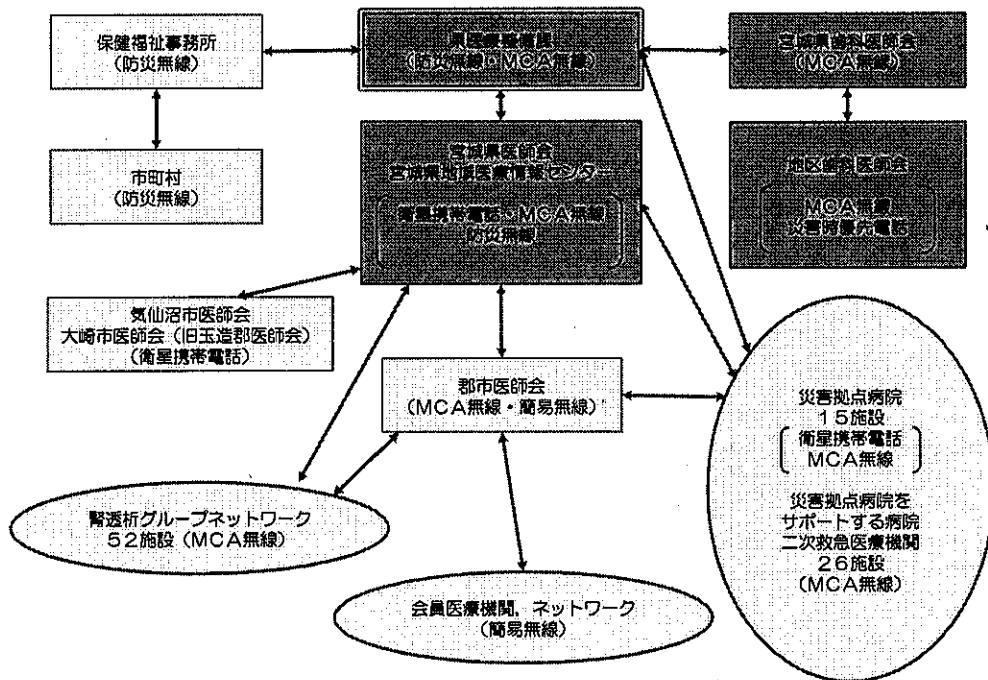 保健福祉事務所
(防災無線)
県医療整備課
(防災無線・MCA無線)
宮城県歯科医師会
(MCA無線)
市町村
(防災無線)
宮城県医師会
宮城県地域医療情報センター
衛星携帯電話・MCA無線
防災無線
地区歯科医師会
MCA無線
災害時優先電話
気仙沼市医師会
大崎市医師会(旧玉造郡医師会)
(衛星携帯電話)
郡市医師会
(MCA無線・簡易無線)
災害拠点病院
15施設
衛星携帯電話
MCA無線
災害拠点病院を
サポートする病院
二次救急医療機関
26施設
(MCA無線)
腎透析グループネットワーク
52施設(MCA無線)
会員医療機関、ネットワーク
(簡易無線)